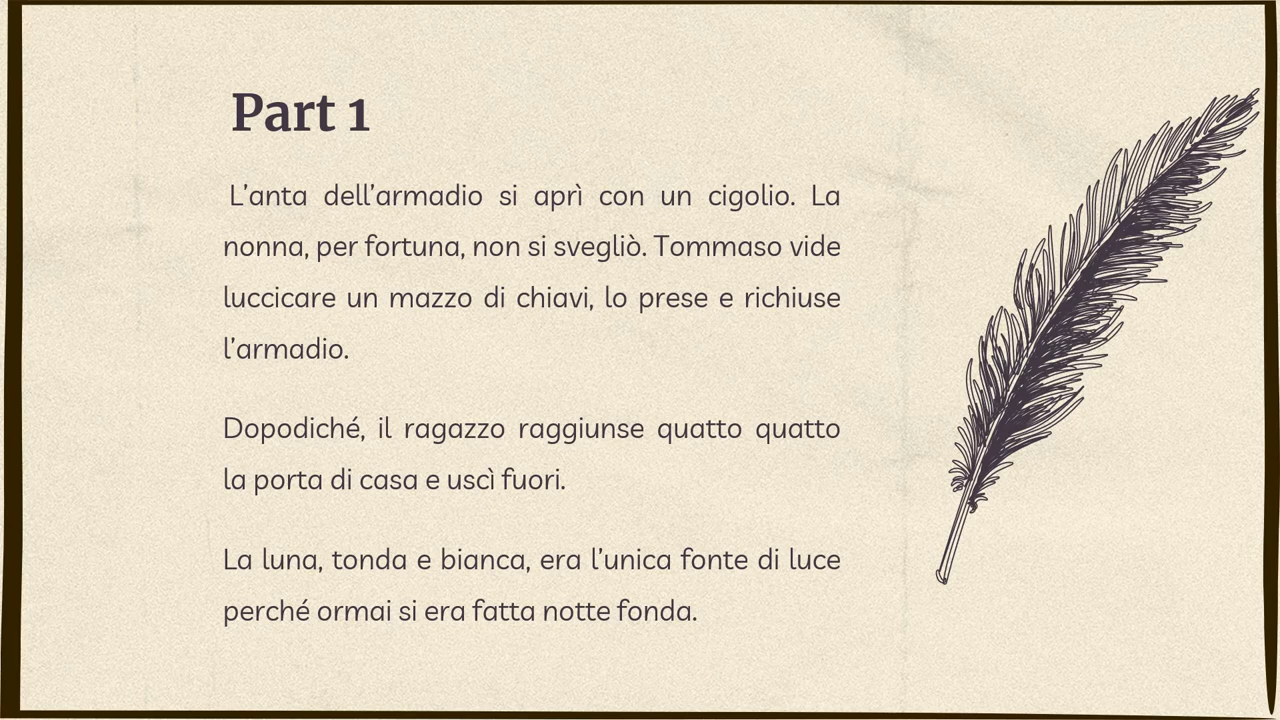 Part 1
L’anta dell’armadio si aprì con un cigolio. La
nonna, per fortuna, non si svegliò. Tommaso vide
luccicare un mazzo di chiavi, lo prese e richiuse
l’armadio.
Dopodiché, il ragazzo raggiunse quatto quatto
la porta di casa e uscì fuori.
La luna, tonda e bianca, era l’unica fonte di luce
perché ormai si era fatta notte fonda.